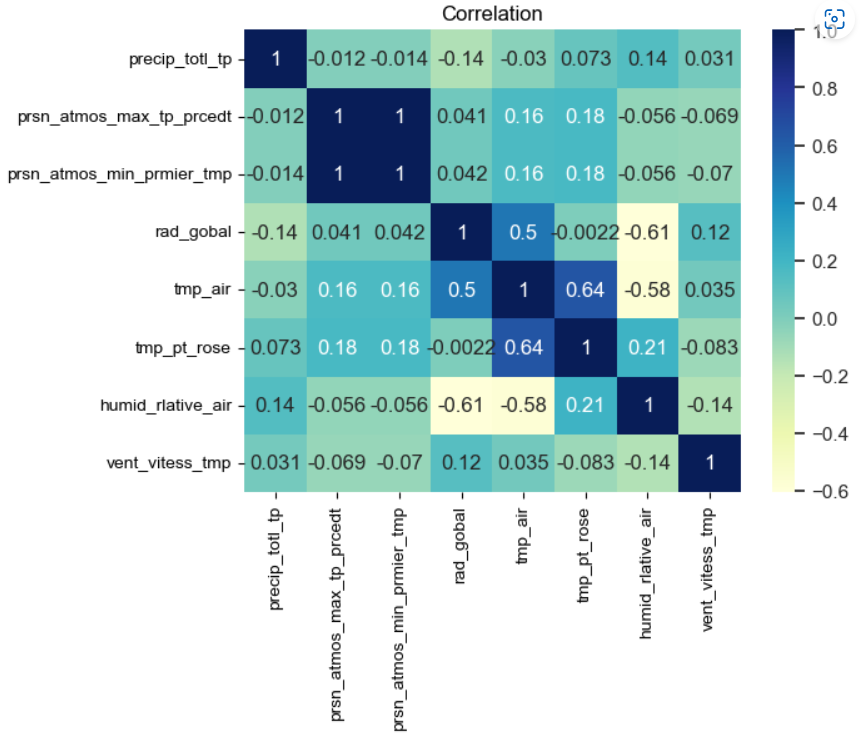 Correlation
precip_totl_tp 1 -0.012 -0.014 -0.14 -0.03 0.073 0.14 0.031
prsn_atmos_max_tp_prcedt -0.012 1 1 0.041 0.16 0.18 -0.056 -0.069
prsn_atmos_min_prmier_tmp -0.014 1 1 0.042 0.16 0.18 -0.056 -0.07
rad_gobal -0.14 0.041 0.042 1 0.5 -0.0022 -0.61 0.12
tmp_air -0.03 0.16 0.16 0.5 1 0.64 -0.58 0.035
tmp_pt_rose 0.073 0.18 0.18 -0.0022 0.64 1 0.21 -0.083
humid_rlative_air 0.14 -0.056 -0.056 -0.61 -0.58 0.21 1 -0.14
vent_vitess_tmp 0.031 -0.069 -0.07 0.12 0.035 -0.083 -0.14 1
precip_totl_tp
prsn_atmos_max_tp_prcedt
prsn_atmos_min_prmier_tmp
rad_gobal
tmp_air
tmp_pt_rose
humid_rlative_air
vent_vitess_tmp
1.0
0.8
0.6
0.4
0.2
0.0
−0.2
−0.4
−0.6